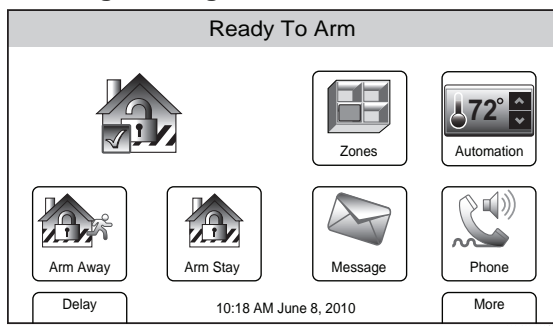 Ready To Arm
72°
Zones
Automation
Arm Away
Arm Stay
Message
Phone
Delay
10:18 AM June 8, 2010
More